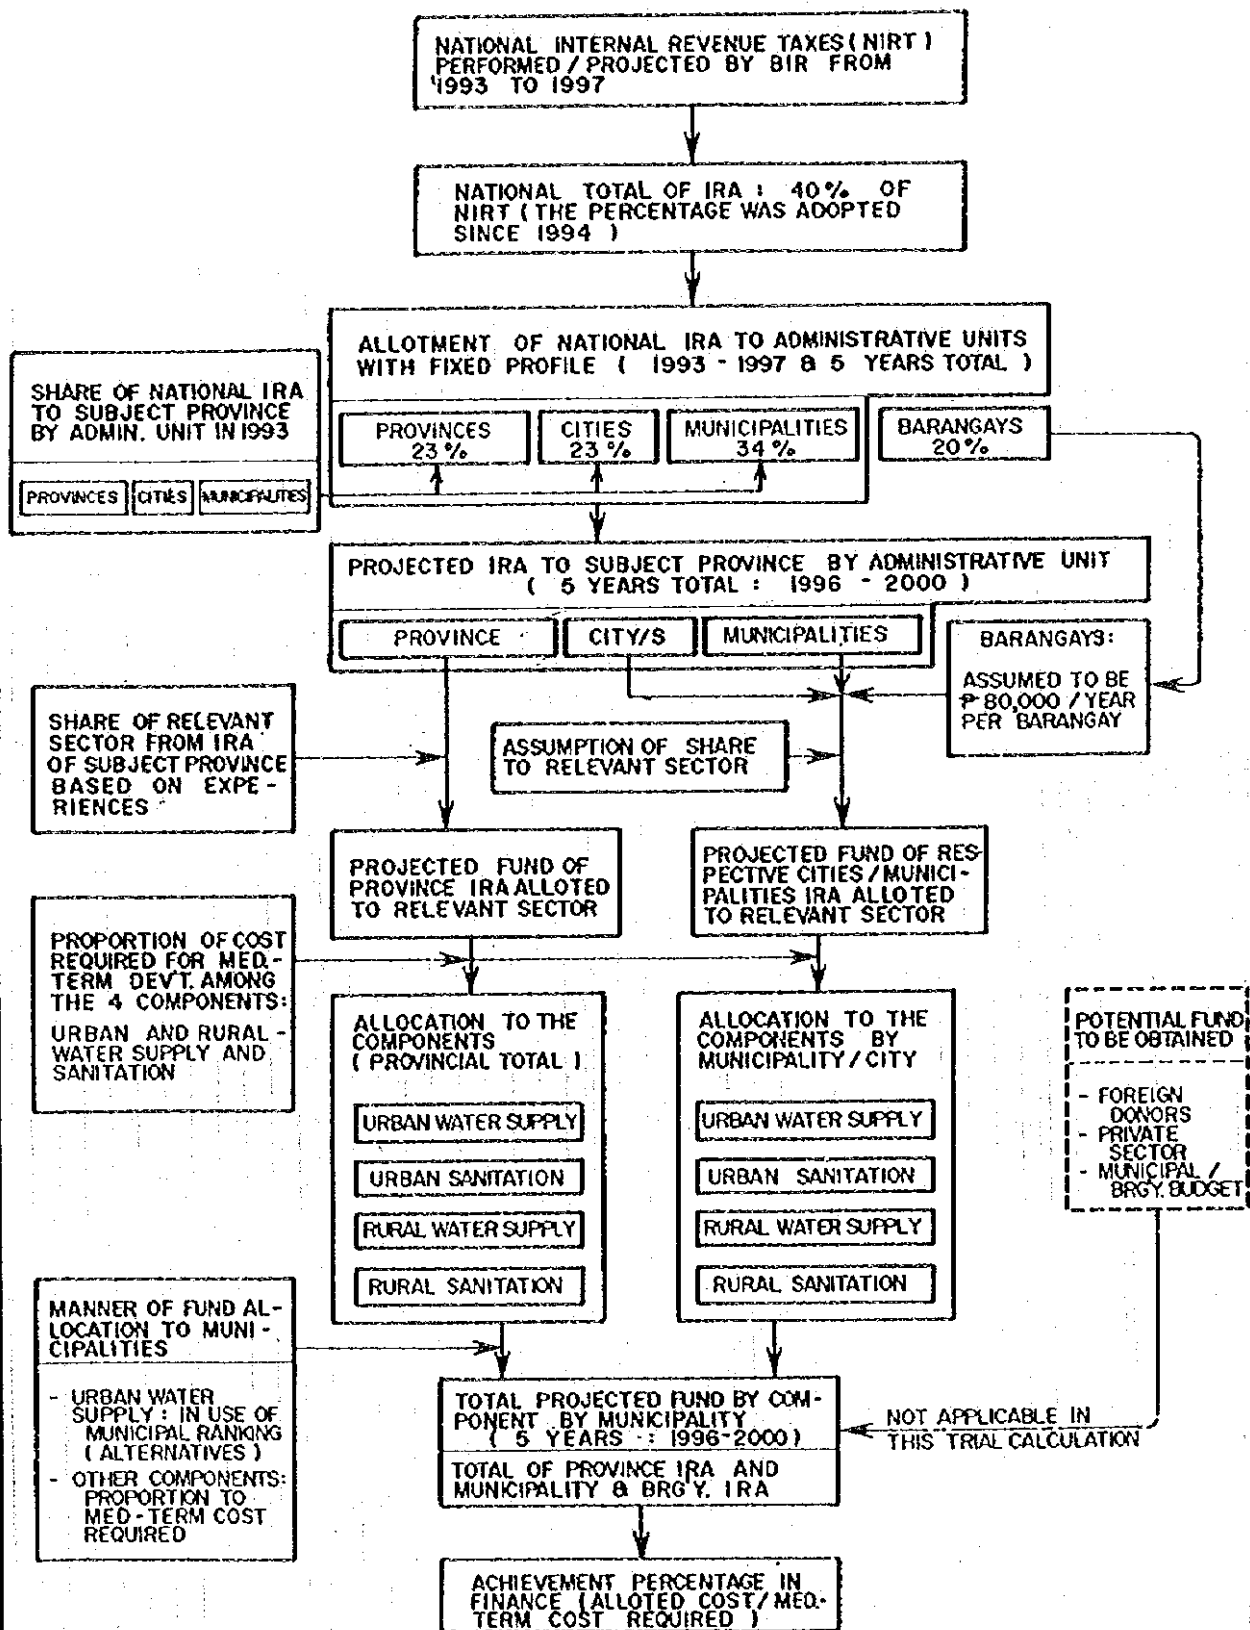 NATIONAL INTERNAL REVENUE TAXES (NIRT)
PERFORMED / PROJECTED BY BIR FROM
1993 TO 1997
NATIONAL TOTAL OF IRA : 40% OF
NIRT (THE PERCENTAGE WAS ADOPTED
SINCE 1994 )
ALLOTMENT OF NATIONAL IRA TO ADMINISTRATIVE UNITS
WITH FIXED PROFILE ( 1993 - 1997 & 5 YEARS TOTAL )
PROVINCES
23%
CITIES
23%
MUNICIPALITIES
34%
BARANGAYS
20%
SHARE OF NATIONAL IRA
TO SUBJECT PROVINCE
BY ADMIN. UNIT IN 1993
PROVINCES
CITIES
MUNICIPALITIES
PROJECTED IRA TO SUBJECT PROVINCE BY ADMINISTRATIVE UNIT
( 5 YEARS TOTAL : 1996 - 2000 )
PROVINCE
CITY/S
MUNICIPALITIES
BARANGAYS:
ASSUMED TO BE
₱ 80,000 / YEAR
PER BARANGAY
SHARE OF RELEVANT
SECTOR FROM IRA
OF SUBJECT PROVINCE
BASED ON EXPE-
RIENCES
ASSUMPTION OF SHARE
TO RELEVANT SECTOR
PROJECTED FUND OF
PROVINCE IRA ALLOTED
TO RELEVANT SECTOR
PROJECTED FUND OF RES-
PECTIVE CITIES / MUNICI-
PALITIES IRA ALLOTED
TO RELEVANT SECTOR
PROPORTION OF COST
REQUIRED FOR MED.-
TERM DEV'T. AMONG
THE 4 COMPONENTS:
URBAN AND RURAL -
WATER SUPPLY AND
SANITATION
ALLOCATION TO THE
COMPONENTS
( PROVINCIAL TOTAL )
URBAN WATER SUPPLY
URBAN SANITATION
RURAL WATER SUPPLY
RURAL SANITATION
ALLOCATION TO THE
COMPONENTS BY
MUNICIPALITY / CITY
URBAN WATER SUPPLY
URBAN SANITATION
RURAL WATER SUPPLY
RURAL SANITATION
POTENTIAL FUND
TO BE OBTAINED
- FOREIGN
DONORS
- PRIVATE
SECTOR
- MUNICIPAL /
BRGY. BUDGET
MANNER OF FUND AL-
LOCATION TO MUNI-
CIPALITIES
- URBAN WATER
SUPPLY : IN USE OF
MUNICIPAL RANKING
( ALTERNATIVES )
- OTHER COMPONENTS:
PROPORTION TO
MED - TERM COST
REQUIRED
TOTAL PROJECTED FUND BY COM-
PONENT BY MUNICIPALITY
( 5 YEARS : 1996-2000)
TOTAL OF PROVINCE IRA AND
MUNICIPALITY & BRG'Y. IRA
NOT APPLICABLE IN
THIS TRIAL CALCULATION
ACHIEVEMENT PERCENTAGE IN
FINANCE (ALLOTED COST/MED.-
TERM COST REQUIRED )